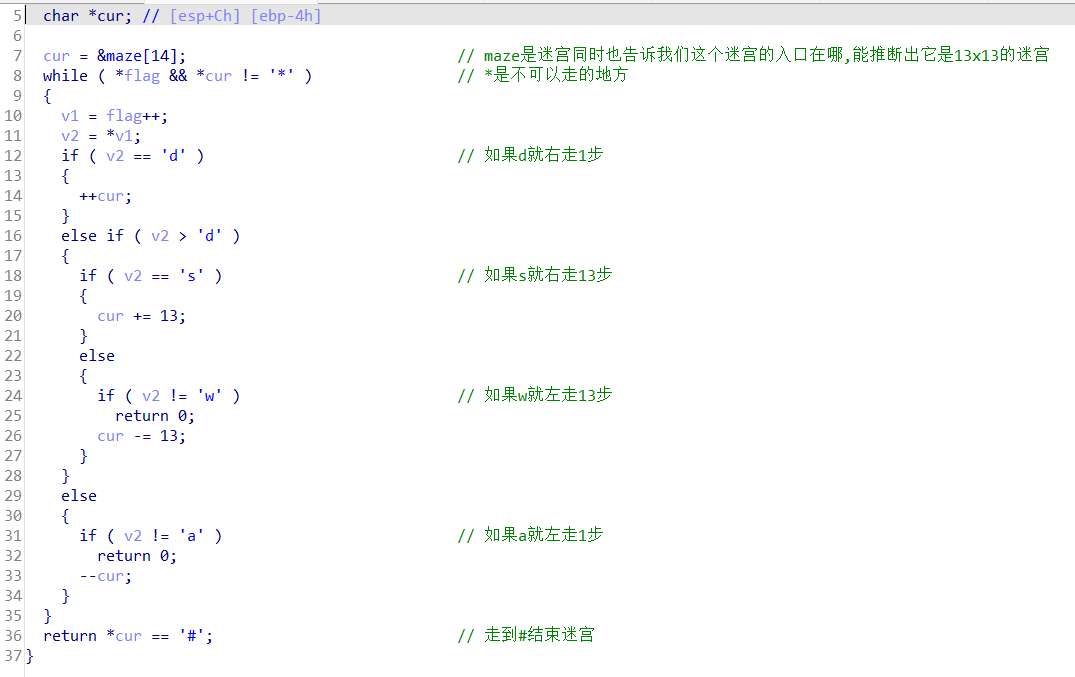 5 char *cur; // [esp+Ch] [ebp-4h]
6
7 cur = &maze[14]; // maze是迷宫同时也告诉我们这个迷宫的入口在哪,能推断出它是13x13的迷宫
8 while ( *flag && *cur != '*' ) // *是不可以走的地方
9 {
10 v1 = flag++;
11 v2 = *v1;
12 if ( v2 == 'd' ) // 如果d就右走1步
13 {
14 ++cur;
15 }
16 else if ( v2 > 'd' )
17 {
18 if ( v2 == 's' ) // 如果s就右走13步
19 {
20 cur += 13;
21 }
22 else
23 {
24 if ( v2 != 'w' ) // 如果w就左走13步
25 return 0;
26 cur -= 13;
27 }
28 }
29 else
30 {
31 if ( v2 != 'a' ) // 如果a就左走1步
32 return 0;
33 --cur;
34 }
35 }
36 return *cur == '#'; // 走到#结束迷宫
37 }